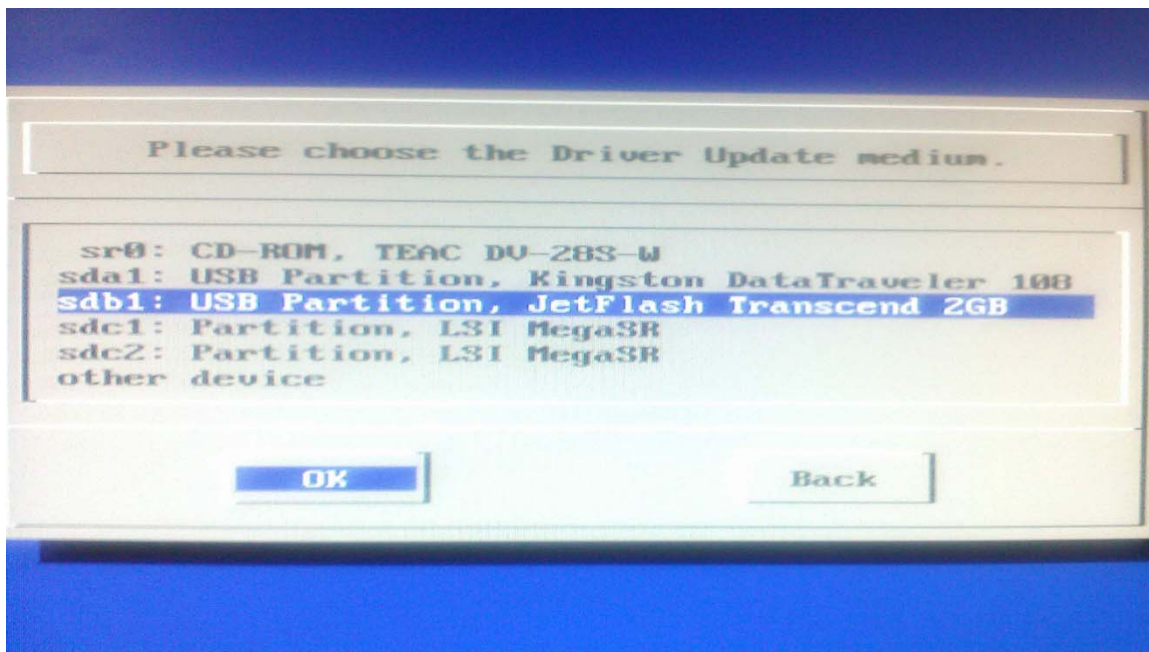 Please choose the Driver Update medium.
sr0: CD-ROM, TEAC DV-28S-W
sda1: USB Partition, Kingston DataTraveler 108
sdb1: USB Partition, JetFlash Transcend 2GB
sdc1: Partition, LSI MegaSR
sdc2: Partition, LSI MegaSR
other device
OK
Back